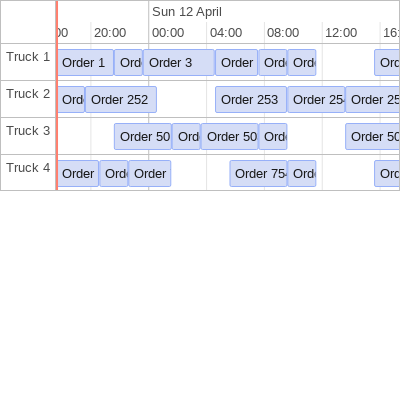 Sun 12 April
00 20:00 00:00 04:00 08:00 12:00 16:
Truck 1 Order 1 Ord Order 3 Order Ord Ord Ord
Truck 2 Ord Order 252 Order 253 Order 254 Order 25
Truck 3 Order 50 Ord Order 50 Ord Order 50
Truck 4 Order Ord Order Order 754 Ord Ord